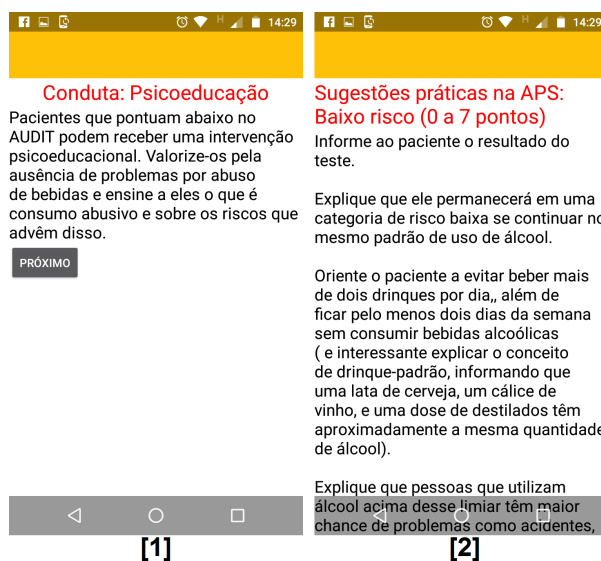 14:29
Conduta: Psicoeducação
Pacientes que pontuam abaixo no
AUDIT podem receber uma intervenção
psicoeducacional. Valorize-os pela
ausência de problemas por abuso
de bebidas e ensine a eles o que é
consumo abusivo e sobre os riscos que
advêm disso.
PRÓXIMO
[1]
H 14:29
Sugestões práticas na APS:
Baixo risco (0 a 7 pontos)
Informe ao paciente o resultado do
teste.
Explique que ele permanecerá em uma
categoria de risco baixa se continuar no
mesmo padrão de uso de álcool.
Oriente o paciente a evitar beber mais
de dois drinques por dia,, além de
ficar pelo menos dois dias da semana
sem consumir bebidas alcoólicas
( e interessante explicar o conceito
de drinque-padrão, informando que
uma lata de cerveja, um cálice de
vinho, e uma dose de destilados têm
aproximadamente a mesma quantidade
de álcool).
Explique que pessoas que utilizam
álcool acima desse limiar têm maior
chance de problemas como acidentes,
[2]